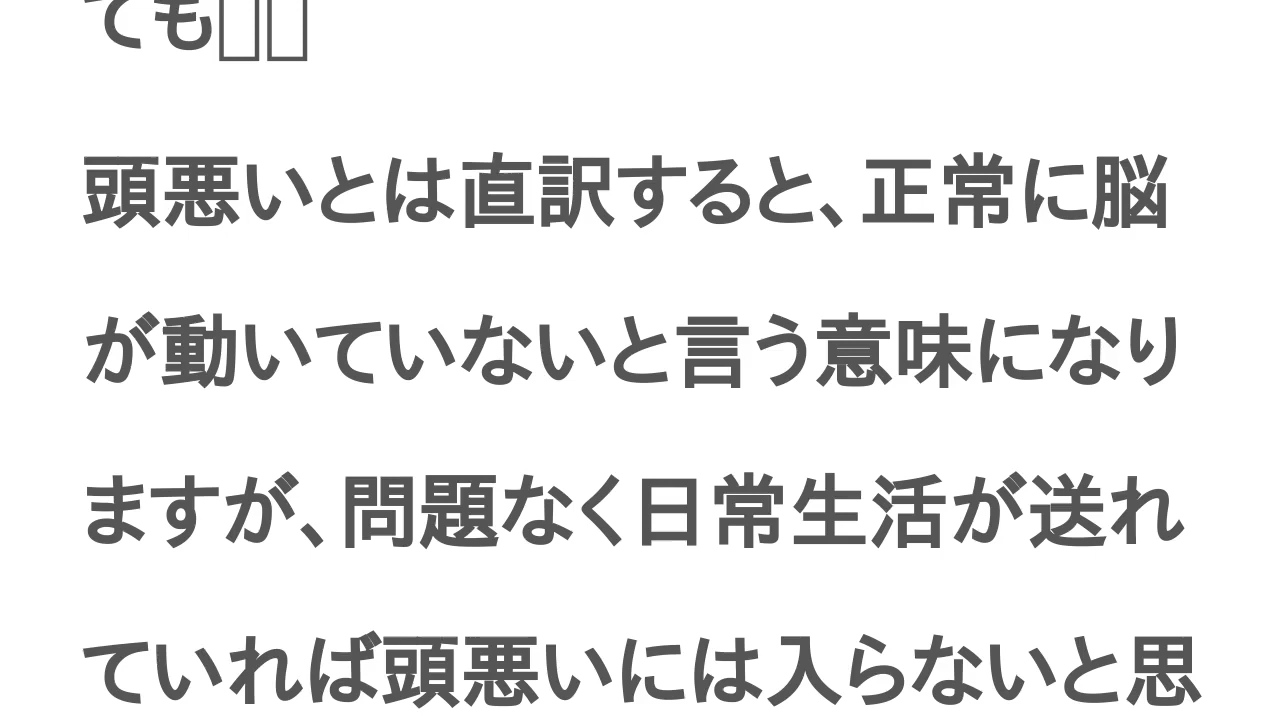 ても
頭悪いとは直訳すると、正常に脳
が動いていないと言う意味になり
ますが、問題なく日常生活が送れ
ていれば頭悪いには入らないと思